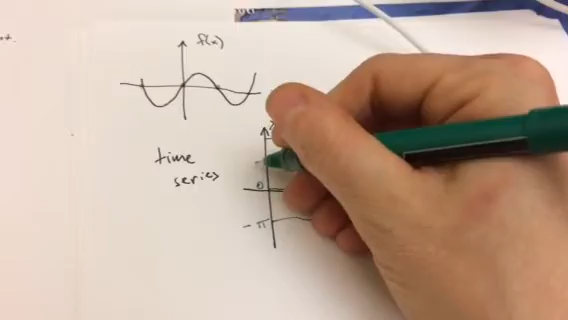 f(x)
time
series
0
- π